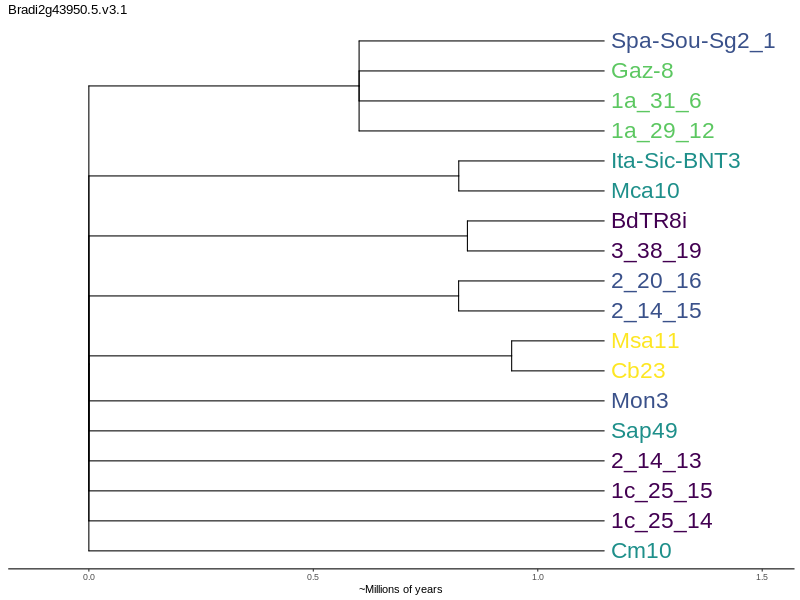 Bradi2g43950.5.v3.1
Spa-Sou-Sg2_1
Gaz-8
1a_31_6
1a_29_12
Ita-Sic-BNT3
Mca10
BdTR8i
3_38_19
2_20_16
2_14_15
Msa11
Cb23
Mon3
Sap49
2_14_13
1c_25_15
1c_25_14
Cm10
0.0 0.5 1.0 1.5
~Millions of years